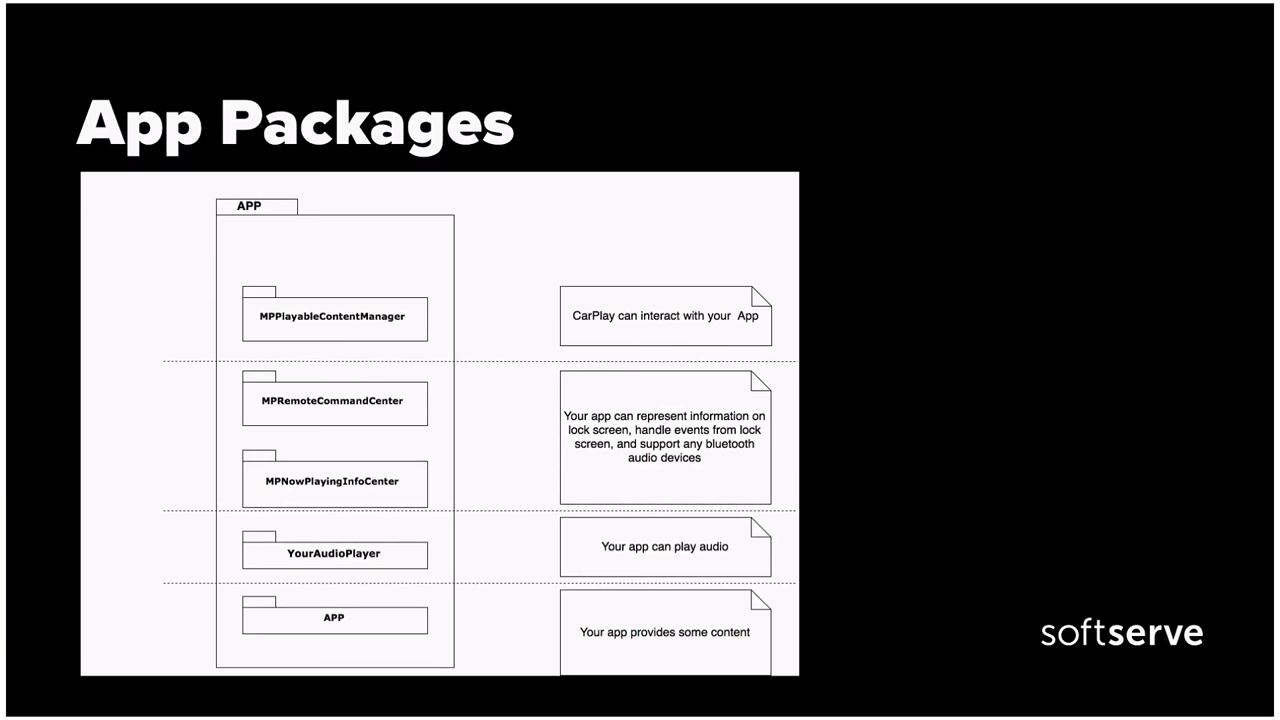 App Packages
APP
MPPlayableContentManager
CarPlay can interact with your App
MPRemoteCommandCenter
MPNowPlayingInfoCenter
Your app can represent information on
lock screen, handle events from lock
screen, and support any bluetooth
audio devices
YourAudioPlayer
Your app can play audio
APP
Your app provides some content
softserve